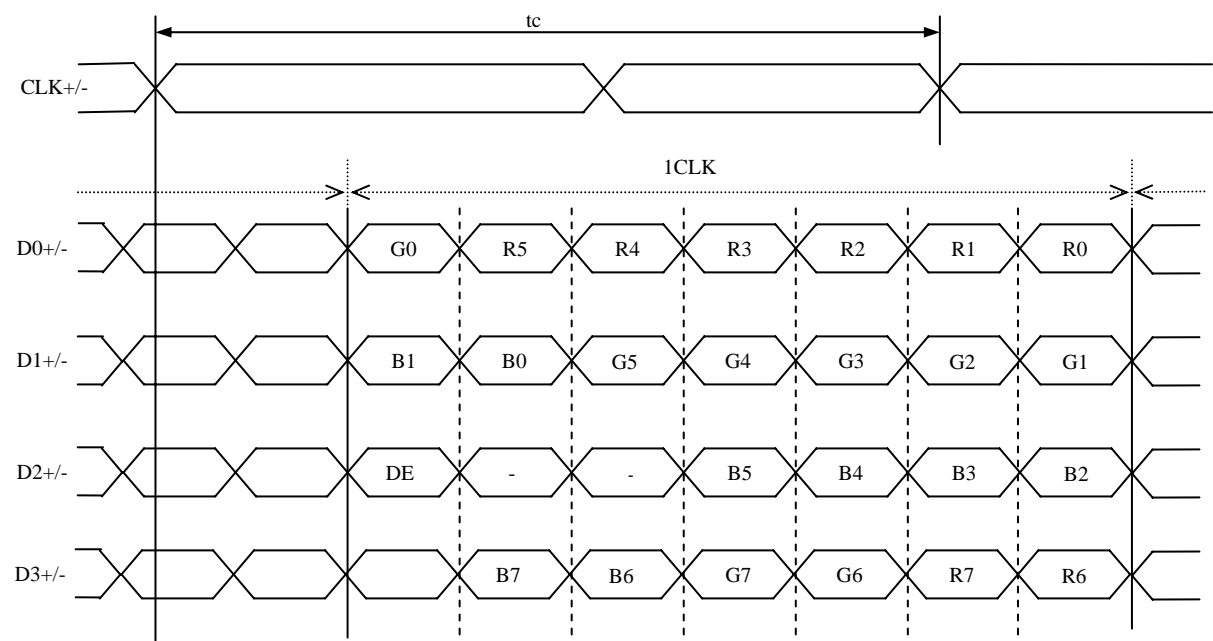 tc
CLK+/-
1CLK
D0+/- G0 R5 R4 R3 R2 R1 R0
D1+/- B1 B0 G5 G4 G3 G2 G1
D2+/- DE - - B5 B4 B3 B2
D3+/- B7 B6 G7 G6 R7 R6